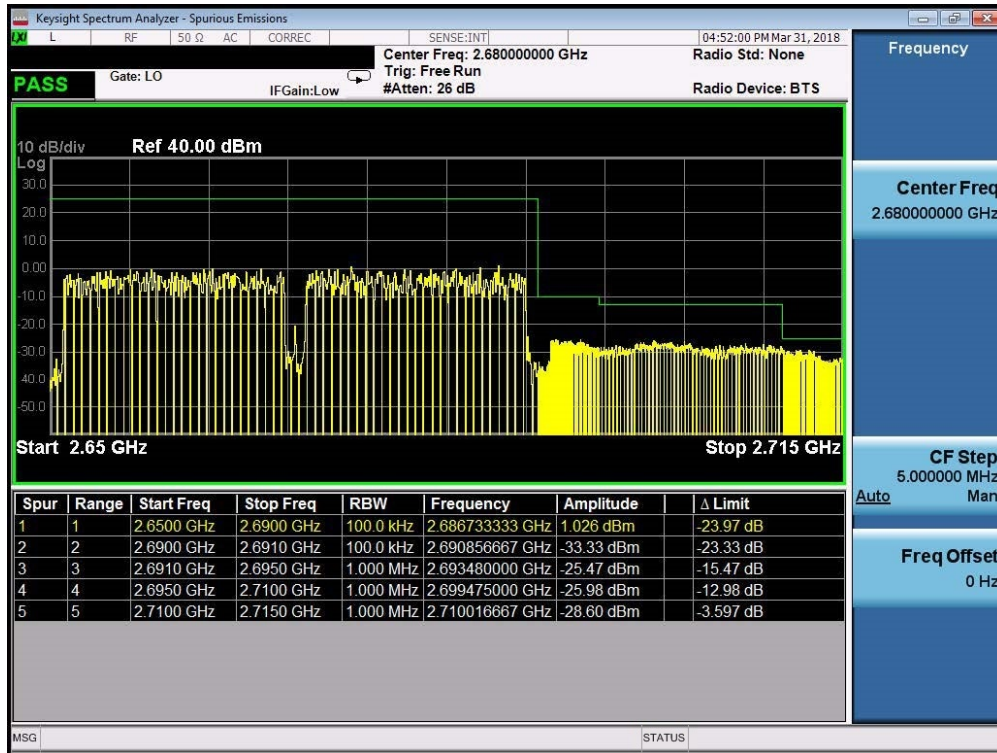 Keysight Spectrum Analyzer - Spurious Emissions
LXI L RF 50 Ω AC CORREC SENSE:INT 04:52:00 PM Mar 31, 2018
PASS
Gate: LO
IFGain:Low
Center Freq: 2.680000000 GHz
Trig: Free Run
#Atten: 26 dB
Radio Std: None
Radio Device: BTS
10 dB/div Ref 40.00 dBm
Log
30.0
20.0
10.0
0.00
-10.0
-20.0
-30.0
-40.0
-50.0
Start 2.65 GHz Stop 2.715 GHz
Spur Range Start Freq Stop Freq RBW Frequency Amplitude Δ Limit
1 1 2.6500 GHz 2.6900 GHz 100.0 kHz 2.686733333 GHz 1.026 dBm -23.97 dB
2 2 2.6900 GHz 2.6910 GHz 100.0 kHz 2.690856667 GHz -33.33 dBm -23.33 dB
3 3 2.6910 GHz 2.6950 GHz 1.000 MHz 2.693480000 GHz -25.47 dBm -15.47 dB
4 4 2.6950 GHz 2.7100 GHz 1.000 MHz 2.699475000 GHz -25.98 dBm -12.98 dB
5 5 2.7100 GHz 2.7150 GHz 1.000 MHz 2.710016667 GHz -28.60 dBm -3.597 dB
Frequency
Center Freq
2.680000000 GHz
CF Step
5.000000 MHz
Auto Man
Freq Offset
0 Hz
MSG STATUS